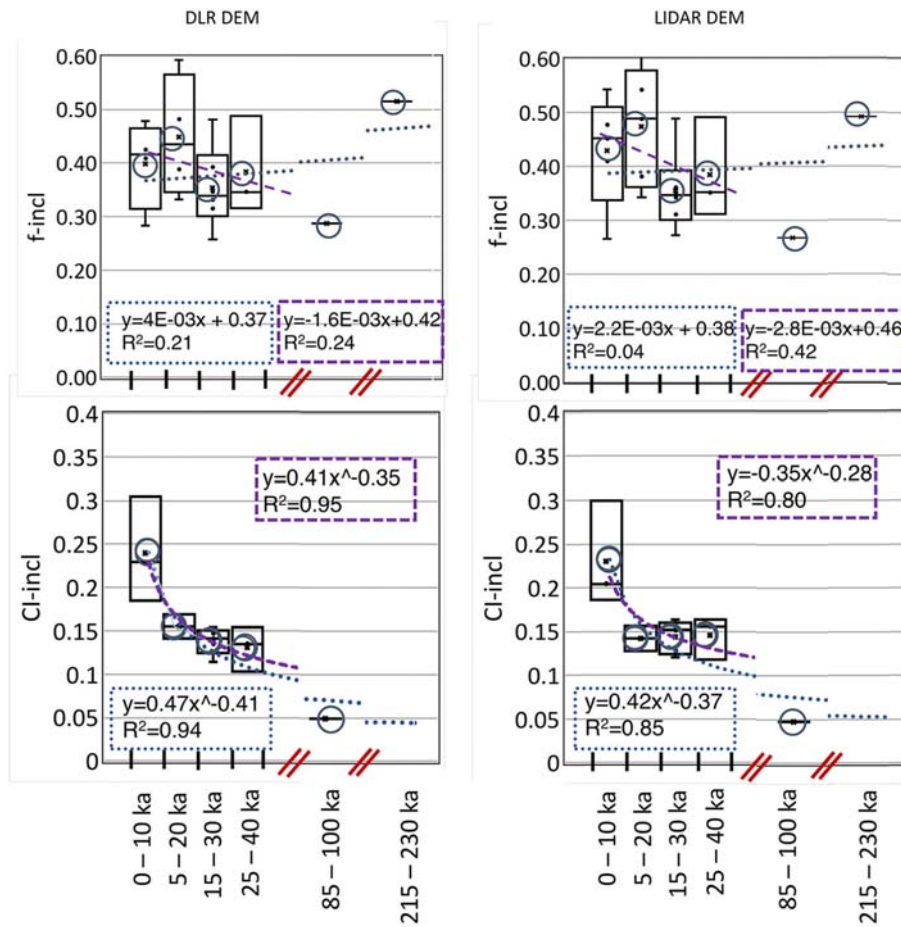 DLR DEM
LIDAR DEM
f-incl
0.60
0.50
0.40
0.30
0.20
0.10
0.00
y=4E-03x + 0.37
R²=0.21
y=-1.6E-03x+0.42
R²=0.24
f-incl
0.60
0.50
0.40
0.30
0.20
0.10
0.00
y=2.2E-03x + 0.38
R²=0.04
y=-2.8E-03x+0.46
R²=0.42
CI-incl
0.4
0.35
0.3
0.25
0.2
0.15
0.1
0.05
0
y=0.41x^-0.35
R²=0.95
y=0.47x^-0.41
R²=0.94
CI-incl
0.4
0.35
0.3
0.25
0.2
0.15
0.1
0.05
0
y=-0.35x^-0.28
R²=0.80
y=0.42x^-0.37
R²=0.85
0 – 10 ka
5 – 20 ka
15 – 30 ka
25 – 40 ka
85 – 100 ka
215 – 230 ka
0 – 10 ka
5 – 20 ka
15 – 30 ka
25 – 40 ka
85 – 100 ka
215 – 230 ka